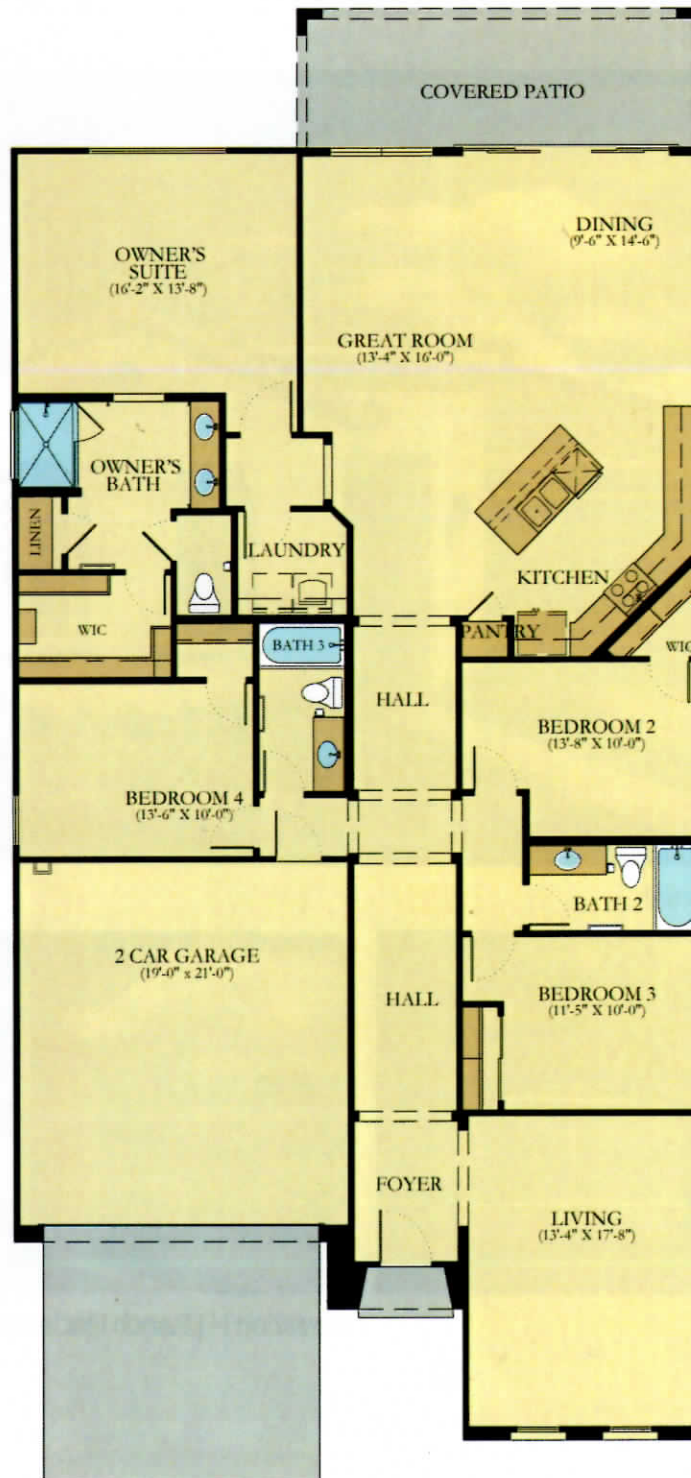 COVERED PATIO
DINING
(9'-6" X 14'-6")
OWNER'S
SUITE
(16'-2" X 13'-8")
GREAT ROOM
(13'-4" X 16'-0")
OWNER'S
BATH
LINEN
LAUNDRY
KITCHEN
WIC
PANTRY
BATH 3
WIC
HALL
BEDROOM 2
(13'-8" X 10'-0")
BEDROOM 4
(13'-6" X 10'-0")
BATH 2
2 CAR GARAGE
(19'-0" x 21'-0")
HALL
BEDROOM 3
(11'-5" X 10'-0")
FOYER
LIVING
(13'-4" X 17'-8")